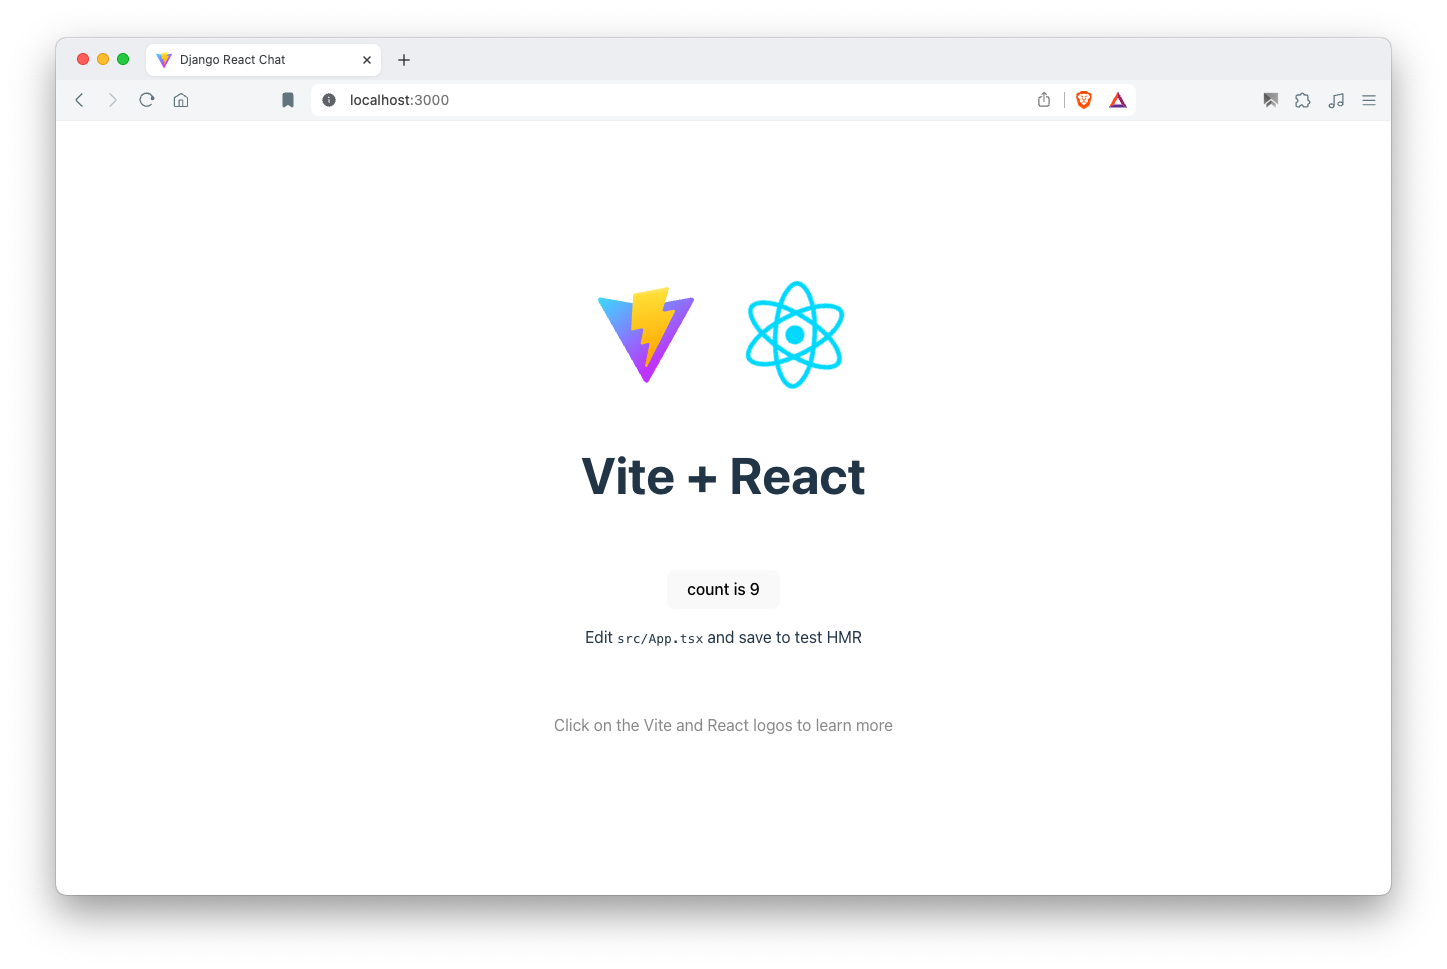 Django React Chat
localhost:3000
Vite + React
count is 9
Edit src/App.tsx and save to test HMR
Click on the Vite and React logos to learn more